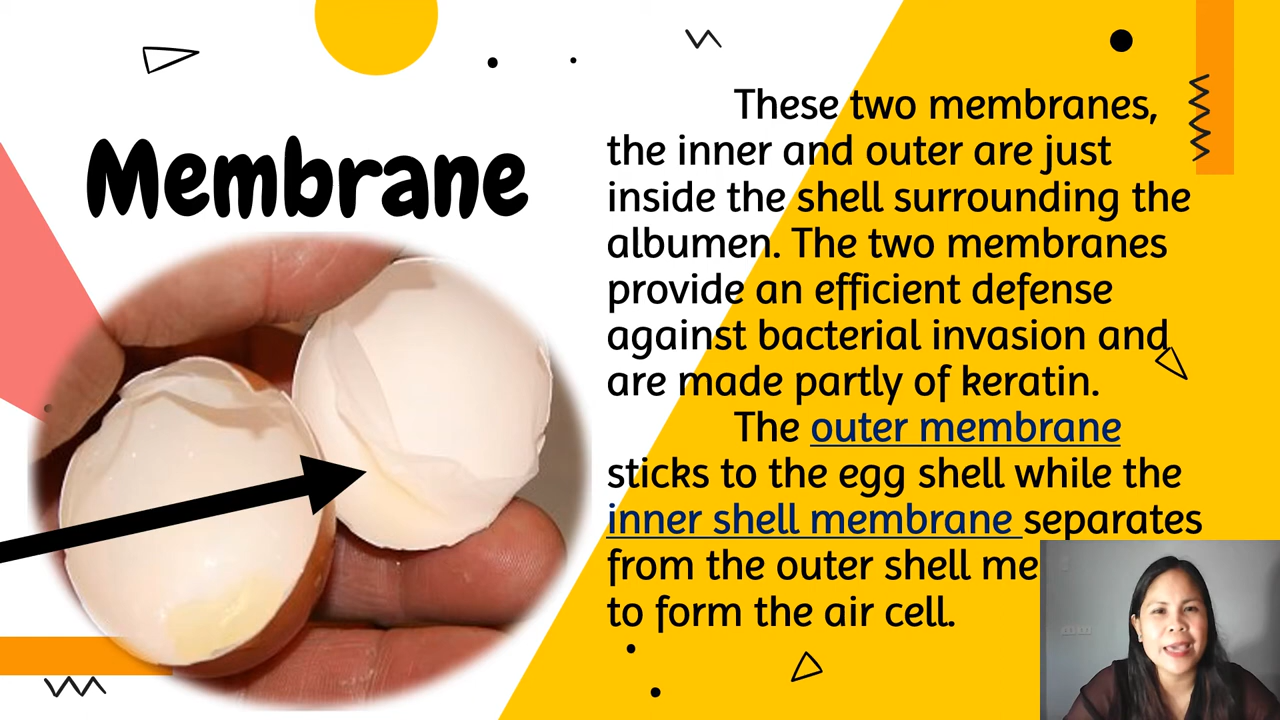 Membrane
These two membranes,
the inner and outer are just
inside the shell surrounding the
albumen. The two membranes
provide an efficient defense
against bacterial invasion and
are made partly of keratin.
The outer membrane
sticks to the egg shell while the
inner shell membrane separates
from the outer shell me
to form the air cell.